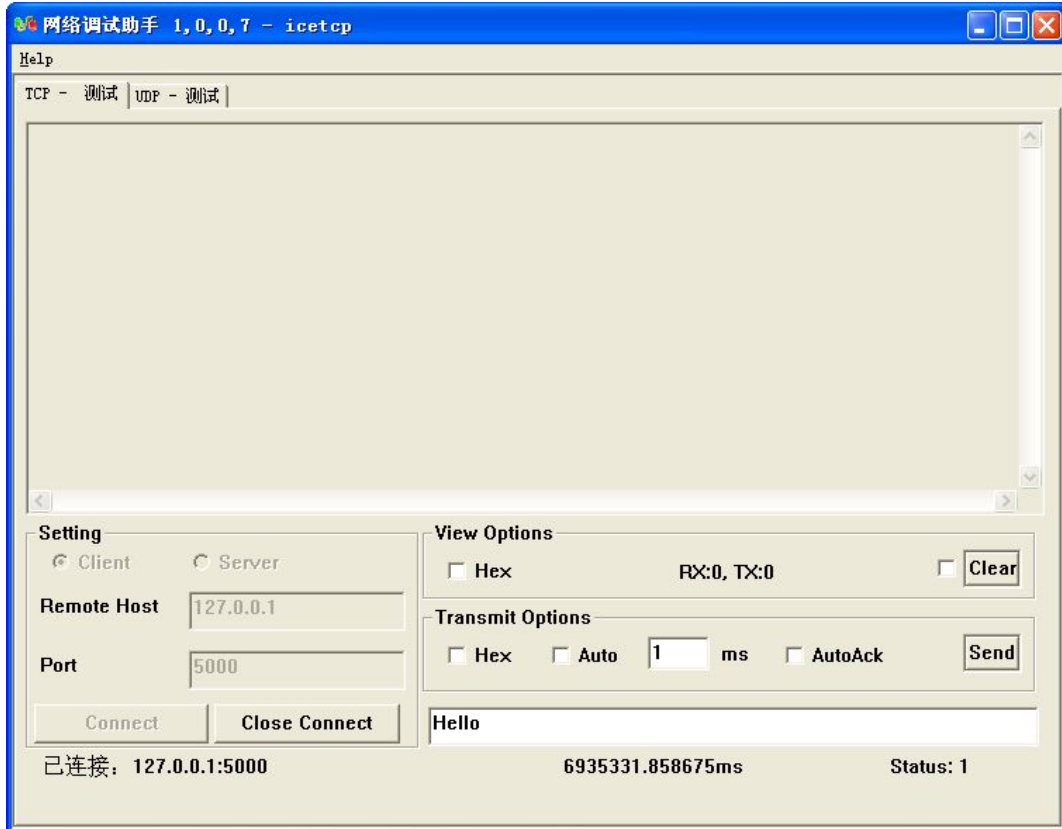 网络调试助手 1,0,0,7 - icetcp
Help
TCP - 测试 UDP - 测试
Setting
Client Server
Remote Host 127.0.0.1
Port 5000
Connect Close Connect
View Options
Hex RX:0, TX:0 Clear
Transmit Options
Hex Auto 1 ms AutoAck Send
Hello
已连接：127.0.0.1:5000 6935331.858675ms Status: 1